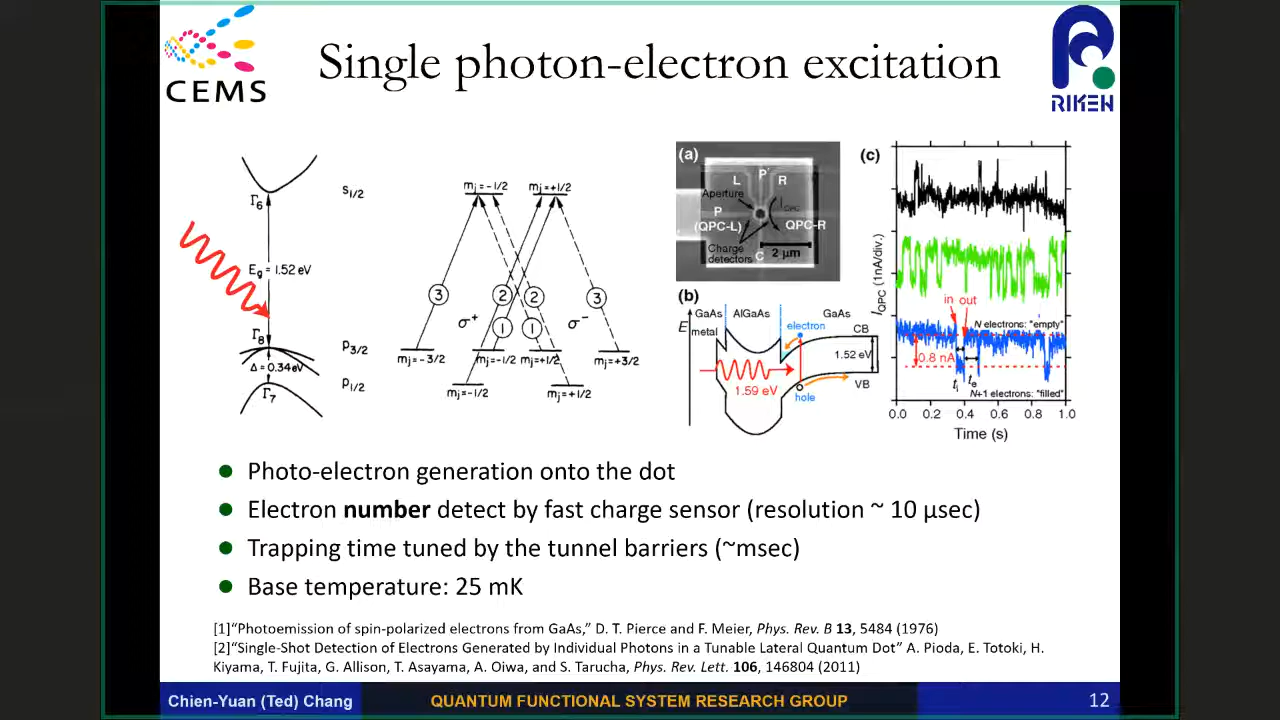 CEMS
Single photon-electron excitation
RIKEN
Γ6
S1/2
Eg = 1.52 eV
Γ8
P3/2
Δ = 0.34eV
P1/2
Γ7
mj=-1/2 mj=+1/2
3 2 2 3
σ+ 1 1 σ-
mj=-3/2 mj=-1/2 mj=+1/2 mj=+3/2
mj=-1/2 mj=+1/2
(a)
L P' R
Aperture
IQPC
P
(QPC-L) QPC-R
Charge
detectors
C 2 μm
(b)
GaAs AlGaAs GaAs
E metal electron CB
1.52 eV
1.59 eV
hole VB
(c)
IQPC (1nA/div.)
in out
N electrons: "empty"
0.8 nA
ti te
N+1 electrons: "filled"
0.0 0.2 0.4 0.6 0.8 1.0
Time (s)
● Photo-electron generation onto the dot
● Electron number detect by fast charge sensor (resolution ~ 10 μsec)
● Trapping time tuned by the tunnel barriers (~msec)
● Base temperature: 25 mK
[1]“Photoemission of spin-polarized electrons from GaAs,” D. T. Pierce and F. Meier, Phys. Rev. B 13, 5484 (1976)
[2]“Single-Shot Detection of Electrons Generated by Individual Photons in a Tunable Lateral Quantum Dot” A. Pioda, E. Totoki, H.
Kiyama, T. Fujita, G. Allison, T. Asayama, A. Oiwa, and S. Tarucha, Phys. Rev. Lett. 106, 146804 (2011)
Chien-Yuan (Ted) Chang QUANTUM FUNCTIONAL SYSTEM RESEARCH GROUP 12